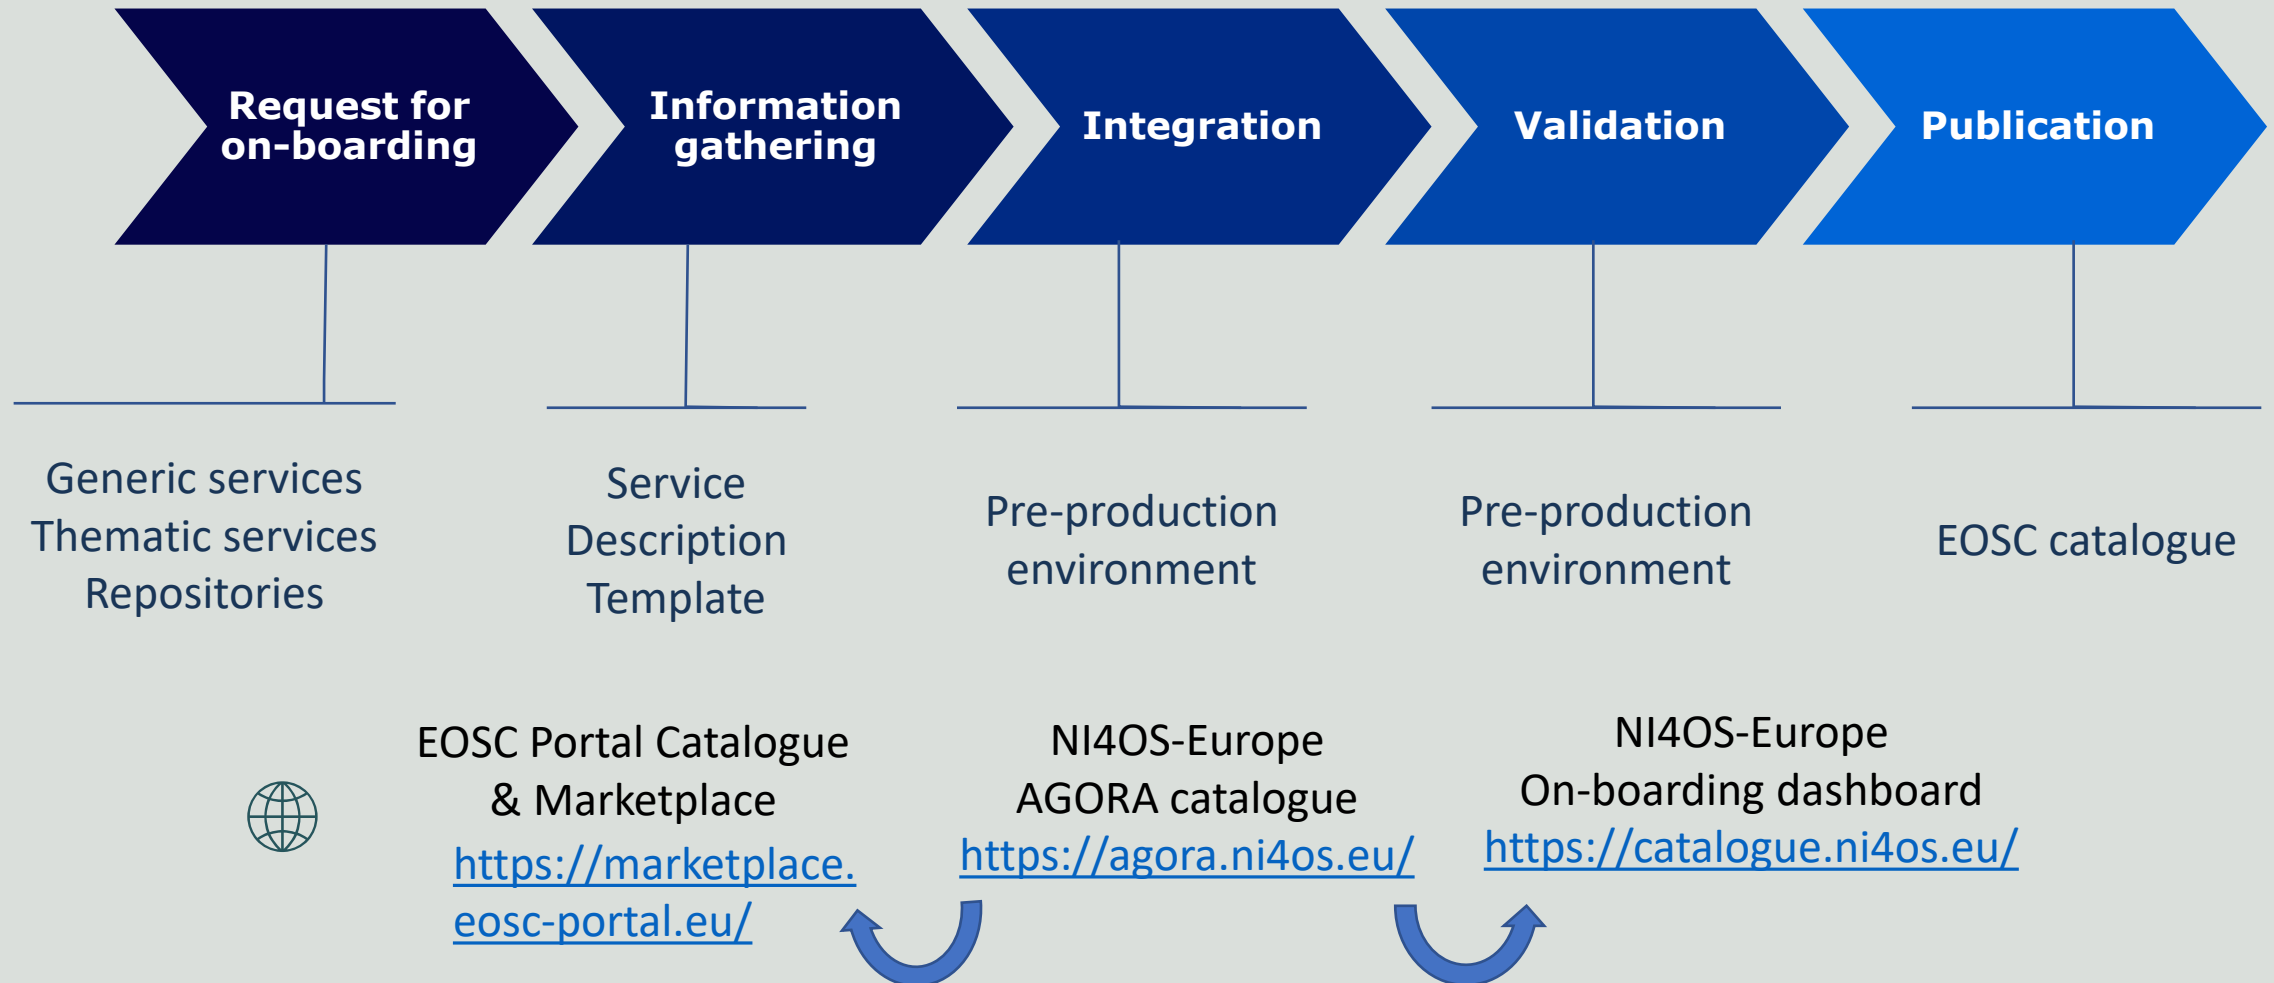 Request for
on-boarding
Information
gathering
Integration
Validation
Publication
Generic services
Thematic services
Repositories
Service
Description
Template
Pre-production
environment
Pre-production
environment
EOSC catalogue
EOSC Portal Catalogue
& Marketplace
https://marketplace.
eosc-portal.eu/
NI4OS-Europe
AGORA catalogue
https://agora.ni4os.eu/
NI4OS-Europe
On-boarding dashboard
https://catalogue.ni4os.eu/